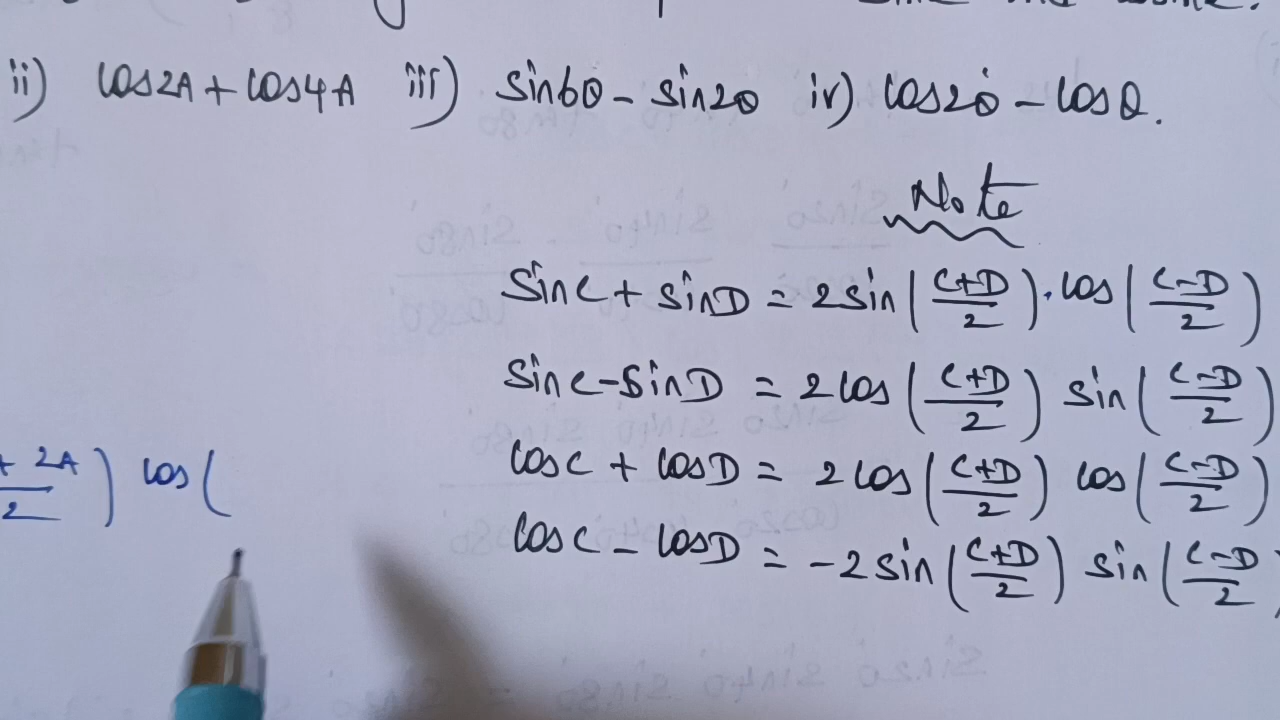 ii) cos2A + cos4A iii) sin6θ - sin2θ iv) cos2θ - cosθ.
Note
sinC + sinD = 2sin(C+D/2).cos(C-D/2)
sinC-sinD = 2cos(C+D/2) sin(C-D/2)
+ 2A/2) cos(
cosC + cosD = 2cos(C+D/2) cos(C-D/2)
cosC - cosD = -2sin(C+D/2) sin(C-D/2